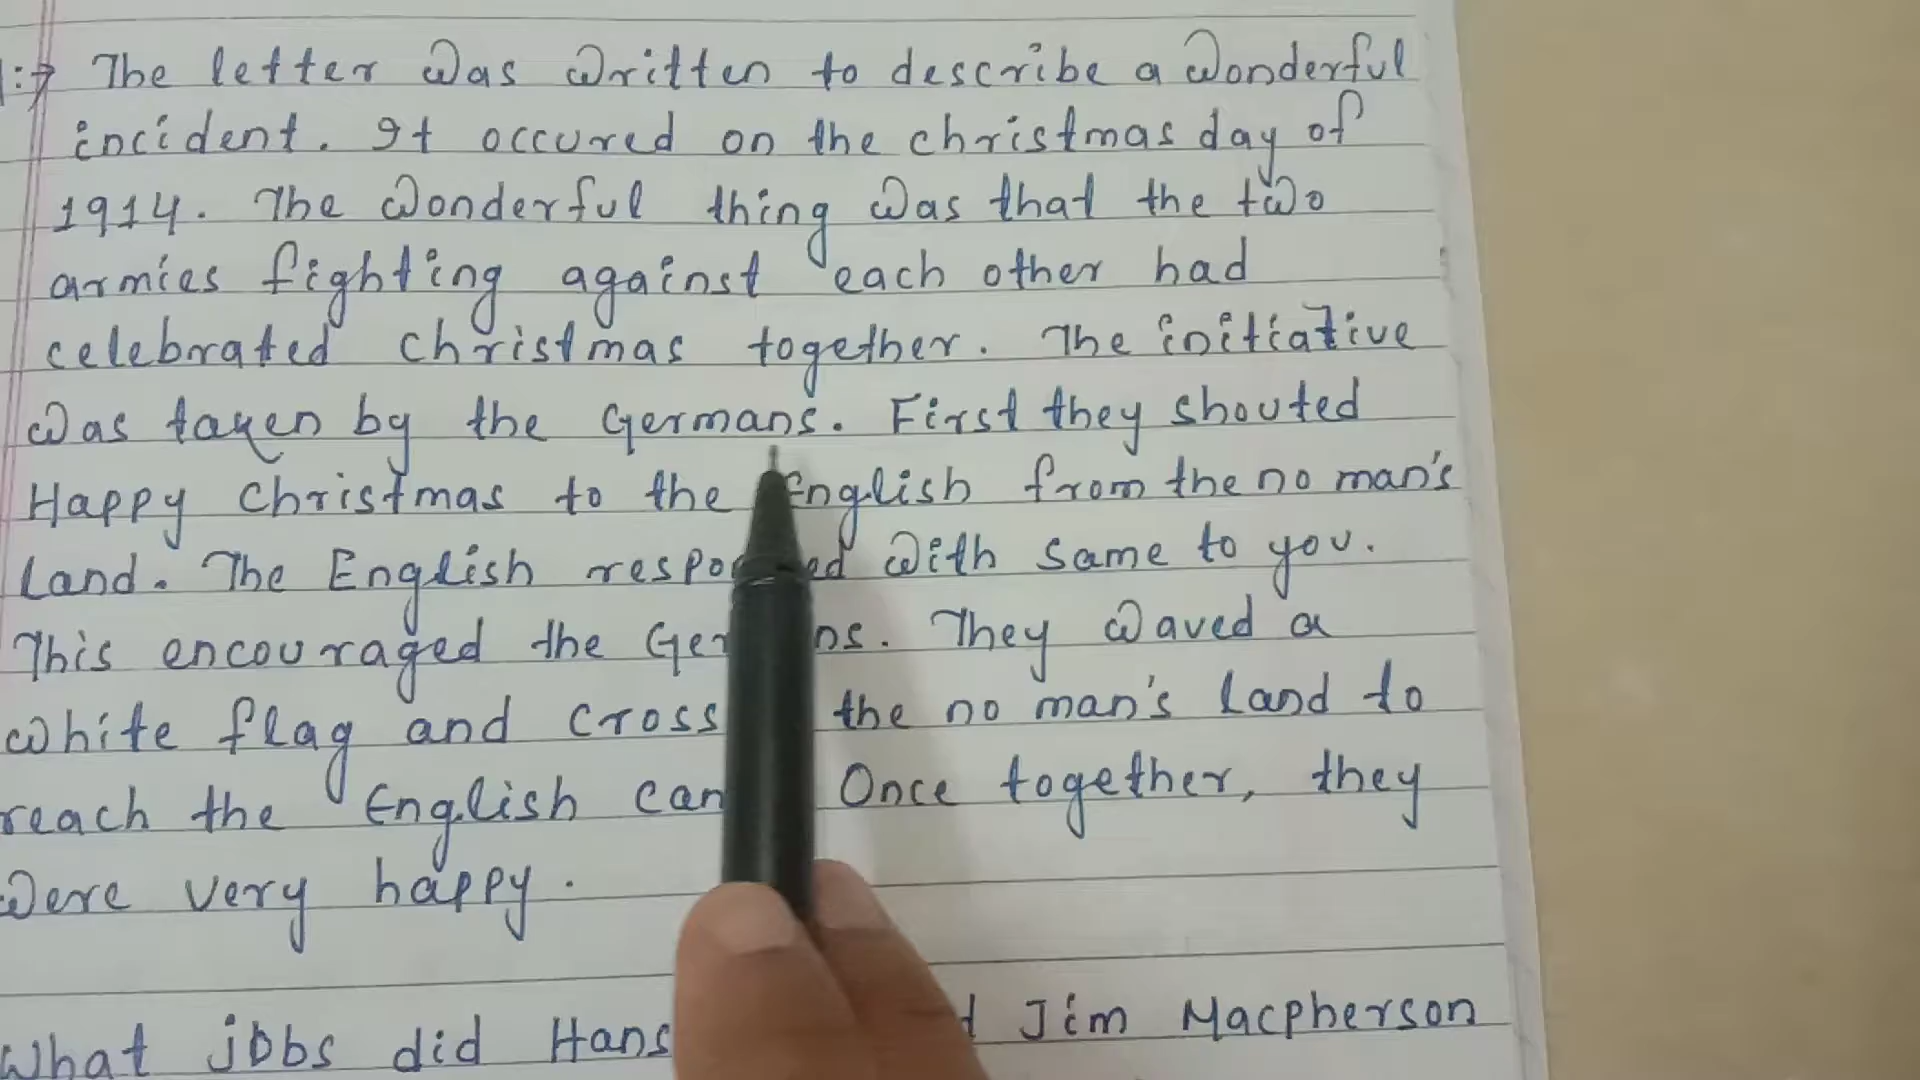 :→ The letter was written to describe a wonderful
incident. It occured on the christmas day of
1914. The wonderful thing was that the two
armies fighting against each other had
celebrated christmas together. The initiative
was taken by the Germans. First they shouted
Happy Christmas to the English from the no man's
land. The English with same to you.
This encouraged the They waved a
white flag and the no man's land to
reach the English Once together, they
were very happy.
What jobs did Hans Jim Macpherson